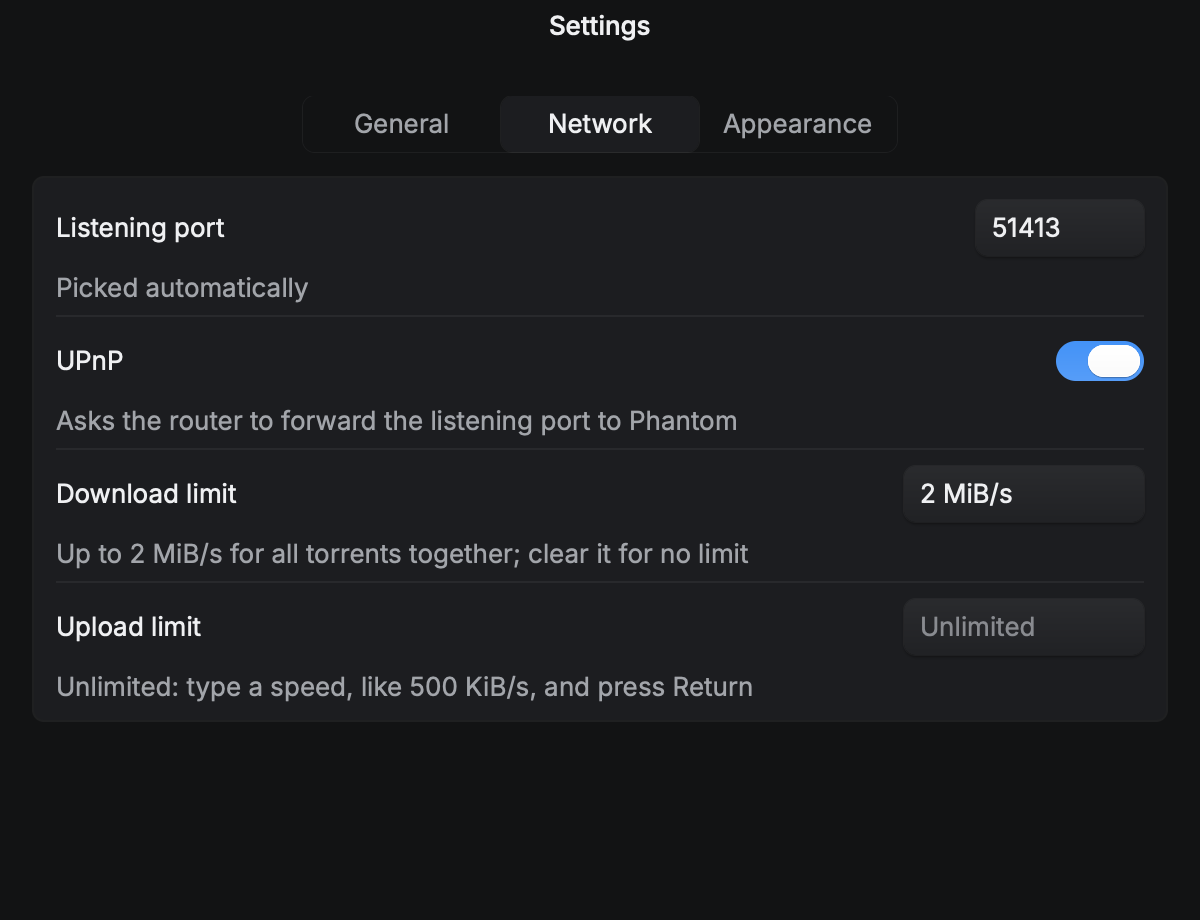 Settings
General Network Appearance
Listening port 51413
Picked automatically
UPnP
Asks the router to forward the listening port to Phantom
Download limit 2 MiB/s
Up to 2 MiB/s for all torrents together; clear it for no limit
Upload limit Unlimited
Unlimited: type a speed, like 500 KiB/s, and press Return